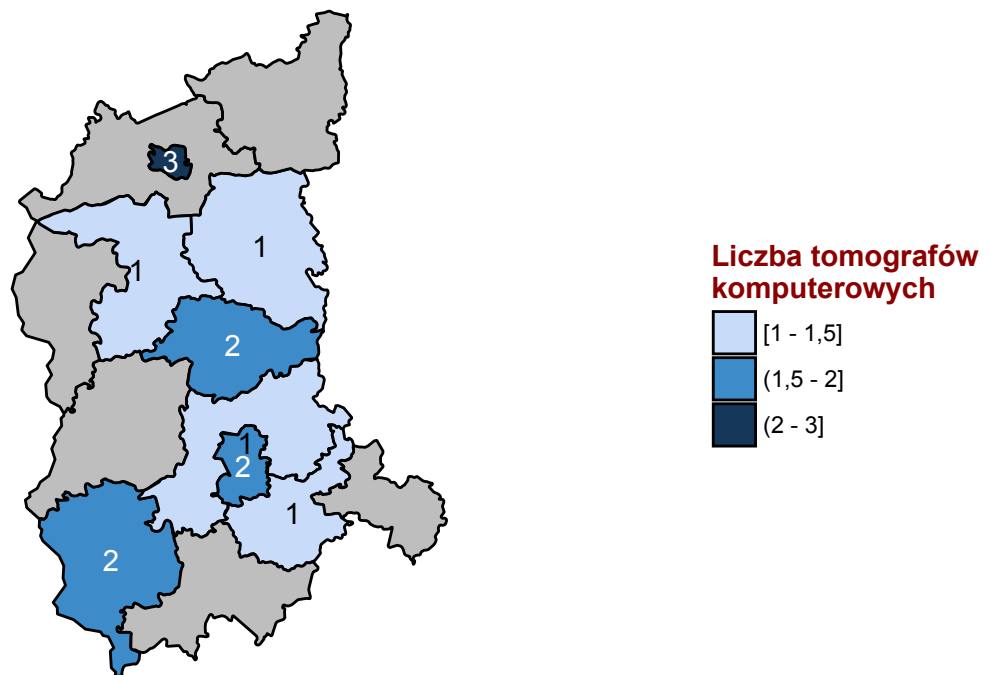 3
1
1
2
1
2
1
2
Liczba tomografów
komputerowych
[1 - 1,5]
(1,5 - 2]
(2 - 3]